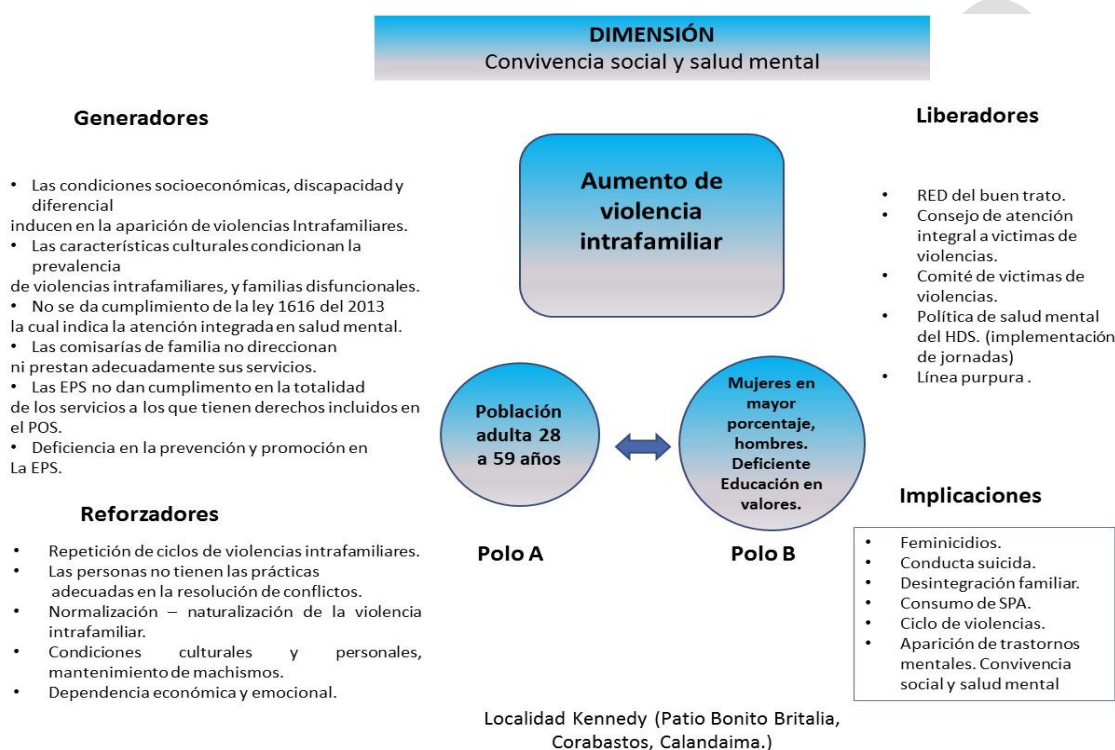 DIMENSIÓN
Convivencia social y salud mental
Generadores
• Las condiciones socioeconómicas, discapacidad y
diferencial
inducen en la aparición de violencias Intrafamiliares.
• Las características culturales condicionan la
prevalencia
de violencias intrafamiliares, y familias disfuncionales.
• No se da cumplimiento de la ley 1616 del 2013
la cual indica la atención integrada en salud mental.
• Las comisarías de familia no direccionan
ni prestan adecuadamente sus servicios.
• Las EPS no dan cumplimento en la totalidad
de los servicios a los que tienen derechos incluidos en
el POS.
• Deficiencia en la prevención y promoción en
La EPS.
Aumento de
violencia
intrafamiliar
Liberadores
• RED del buen trato.
• Consejo de atención
integral a victimas de
violencias.
• Comité de victimas de
violencias.
• Política de salud mental
del HDS. (implementación
de jornadas)
• Línea purpura .
Población
adulta 28
a 59 años
Polo A
Mujeres en
mayor
porcentaje,
hombres.
Deficiente
Educación en
valores.
Polo B
Reforzadores
• Repetición de ciclos de violencias intrafamiliares.
• Las personas no tienen las prácticas
adecuadas en la resolución de conflictos.
• Normalización – naturalización de la violencia
intrafamiliar.
• Condiciones culturales y personales,
mantenimiento de machismos.
• Dependencia económica y emocional.
Implicaciones
• Feminicidios.
• Conducta suicida.
• Desintegración familiar.
• Consumo de SPA.
• Ciclo de violencias.
• Aparición de trastornos
mentales. Convivencia
social y salud mental
Localidad Kennedy (Patio Bonito Britalia,
Corabastos, Calandaima.)